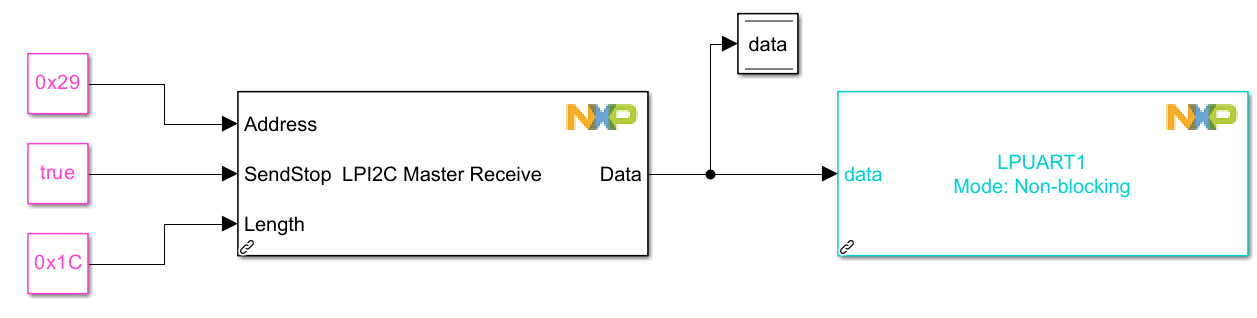 data
0x29
NXP
NXP
Address
true
SendStop LPI2C Master Receive
Data
data
LPUART1
Mode: Non-blocking
Length
0x1C